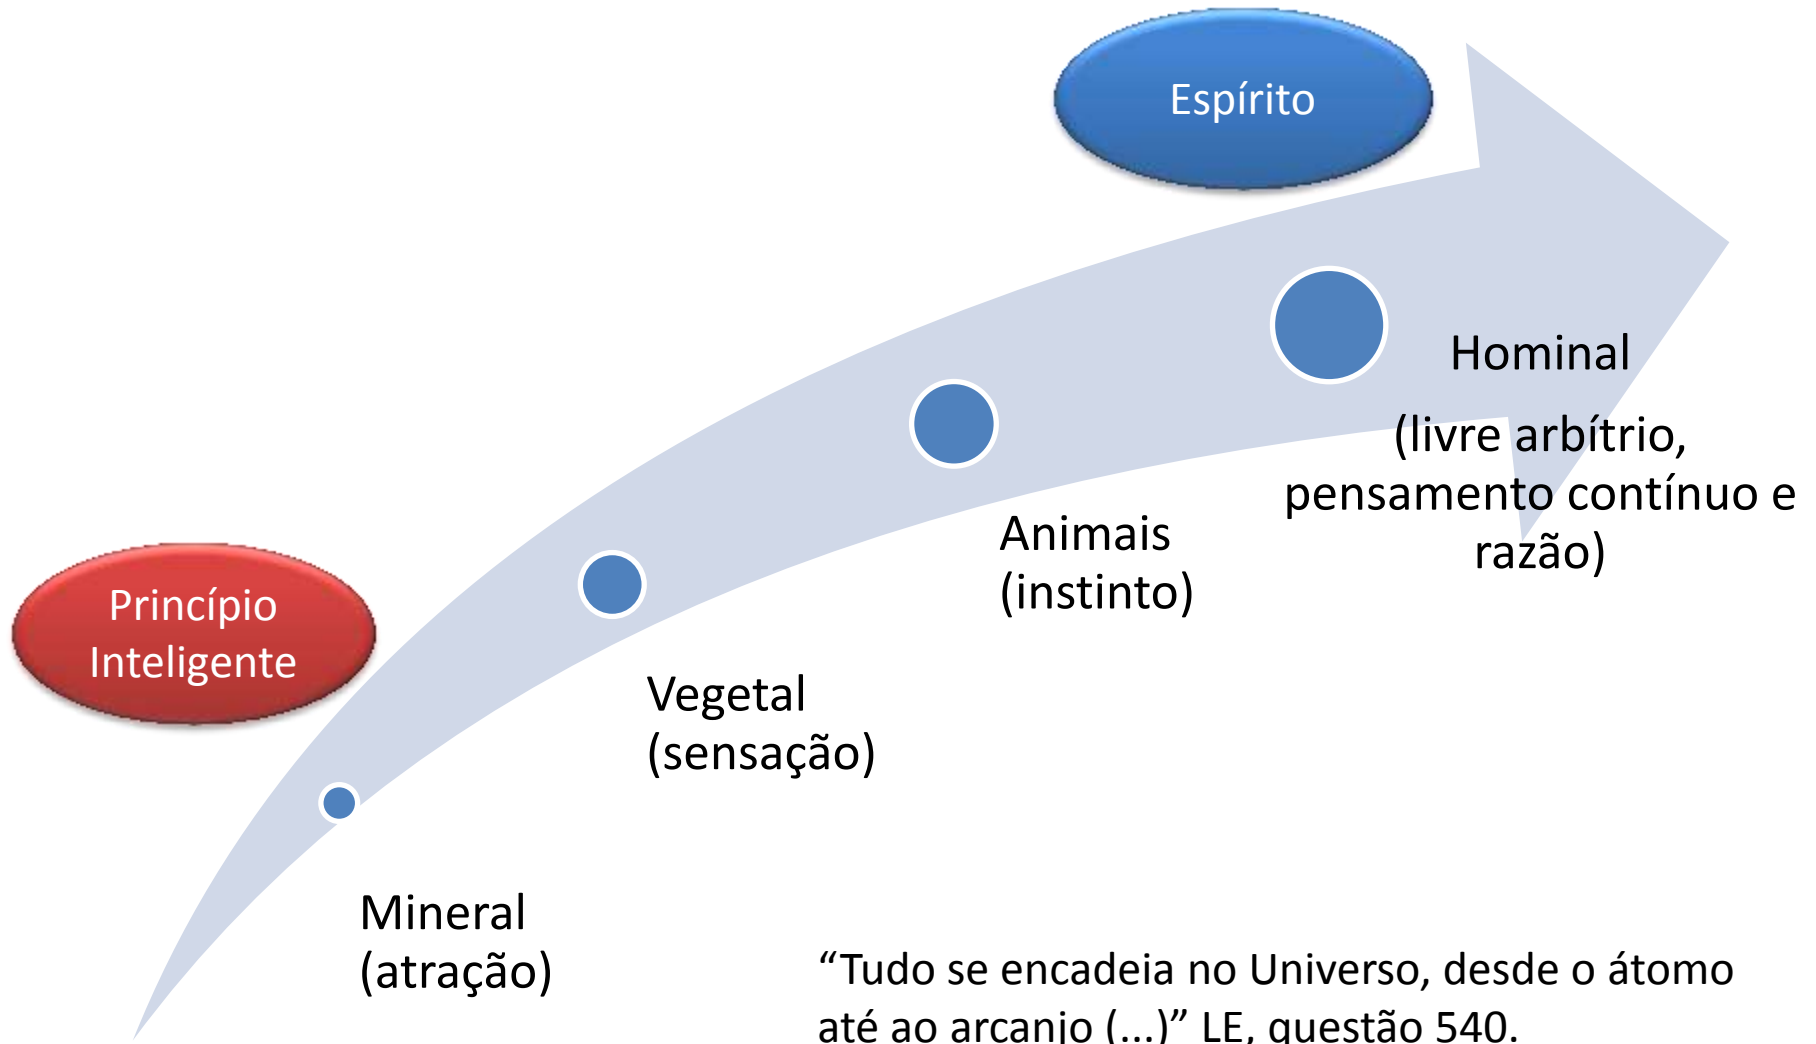 Espírito
Hominal
(livre arbítrio,
pensamento contínuo e
razão)
Animais
(instinto)
Princípio
Inteligente
Vegetal
(sensação)
Mineral
(atração)
“Tudo se encadeia no Universo, desde o átomo
até ao arcanjo (...)” LE, questão 540.